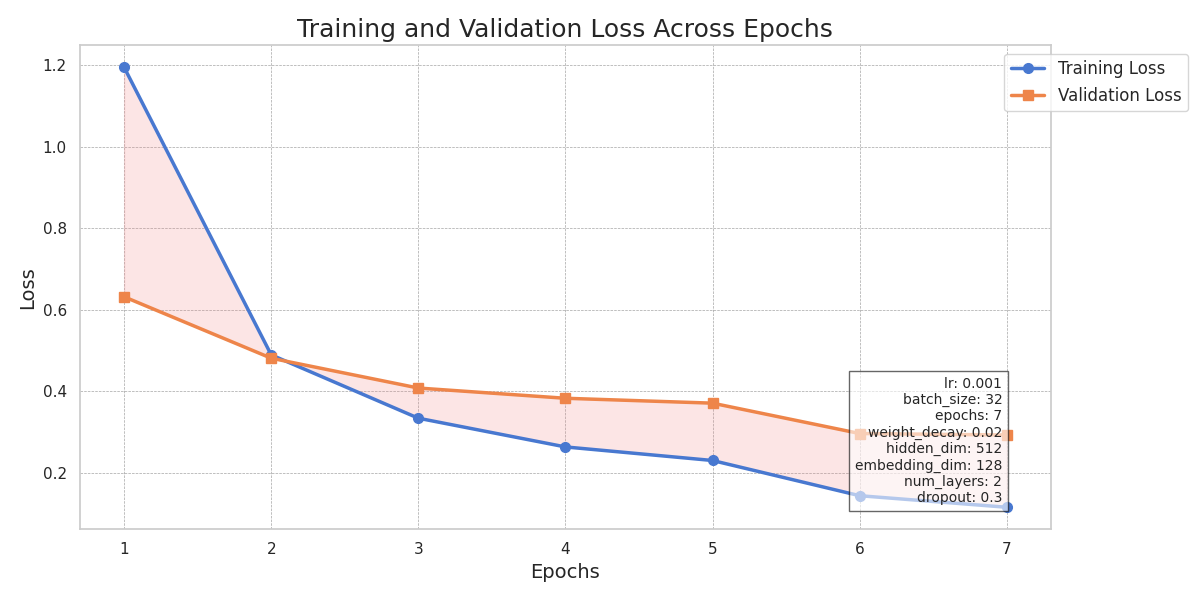 Training and Validation Loss Across Epochs
Training Loss
Validation Loss
1.2
1.0
0.8
0.6
0.4
0.2
Loss
lr: 0.001
batch_size: 32
epochs: 7
weight_decay: 0.02
hidden_dim: 512
embedding_dim: 128
num_layers: 2
dropout: 0.3
1 2 3 4 5 6 7
Epochs